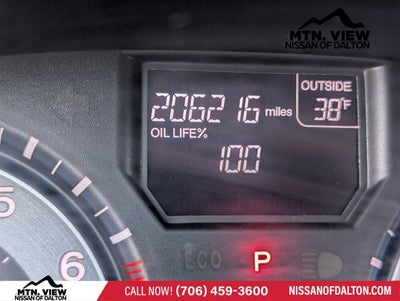 MTN. VIEW
NISSAN OF DALTON
OUTSIDE
206216 miles
38°F
OIL LIFE%
100
5
6
ECO
P
MTN. VIEW
NISSAN OF DALTON
CALL NOW! (706) 459-3600
NISSANOFDALTON.COM